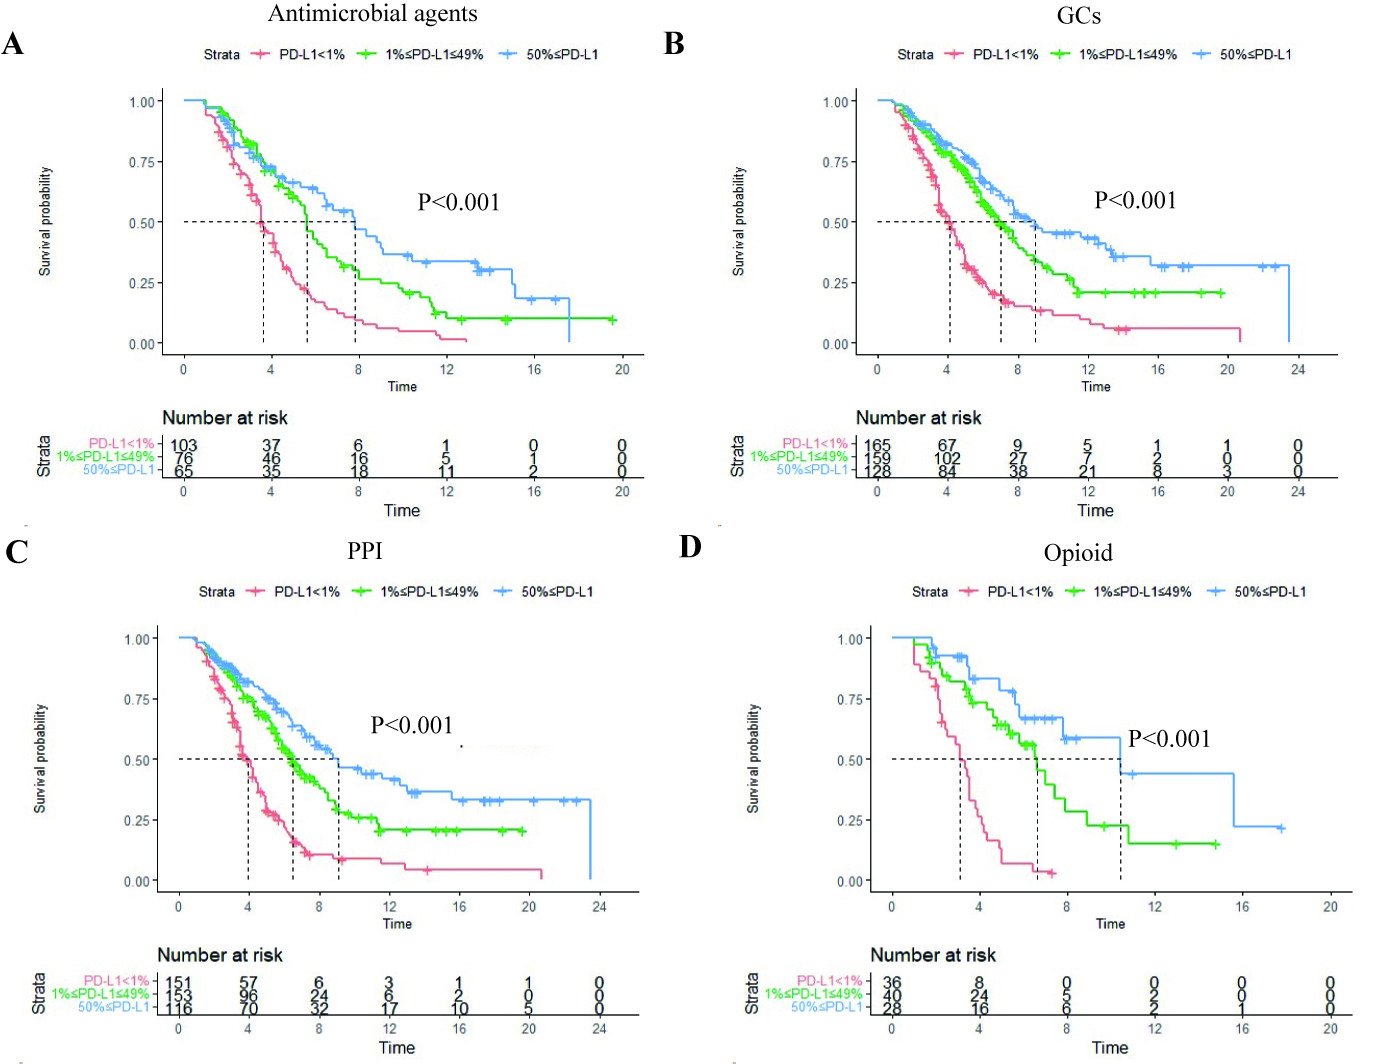 Antimicrobial agents
A
Strata PD-L1<1% 1%≤PD-L1≤49% 50%≤PD-L1
Survival probability
1.00
0.75
0.50
0.25
0.00
P<0.001
0 4 8 12 16 20
Time
Number at risk
Strata
PD-L1<1% 103 37 6 1 0 0
1%≤PD-L1≤49% 76 46 16 5 1 0
50%≤PD-L1 65 35 18 11 2 0
0 4 8 12 16 20
Time
GCs
B
Strata PD-L1<1% 1%≤PD-L1≤49% 50%≤PD-L1
Survival probability
1.00
0.75
0.50
0.25
0.00
P<0.001
0 4 8 12 16 20 24
Time
Number at risk
Strata
PD-L1<1% 165 67 9 5 1 1 0
1%≤PD-L1≤49% 159 102 27 7 2 0 0
50%≤PD-L1 128 84 38 21 8 3 0
0 4 8 12 16 20 24
Time
PPI
C
Strata PD-L1<1% 1%≤PD-L1≤49% 50%≤PD-L1
Survival probability
1.00
0.75
0.50
0.25
0.00
P<0.001
0 4 8 12 16 20 24
Time
Number at risk
Strata
PD-L1<1% 151 57 6 3 1 1 0
1%≤PD-L1≤49% 153 96 24 6 2 0 0
50%≤PD-L1 116 70 32 17 10 5 0
0 4 8 12 16 20 24
Time
Opioid
D
Strata PD-L1<1% 1%≤PD-L1≤49% 50%≤PD-L1
Survival probability
1.00
0.75
0.50
0.25
0.00
P<0.001
0 4 8 12 16 20
Time
Number at risk
Strata
PD-L1<1% 36 8 0 0 0 0
1%≤PD-L1≤49% 40 24 5 2 0 0
50%≤PD-L1 28 16 6 2 1 0
0 4 8 12 16 20
Time